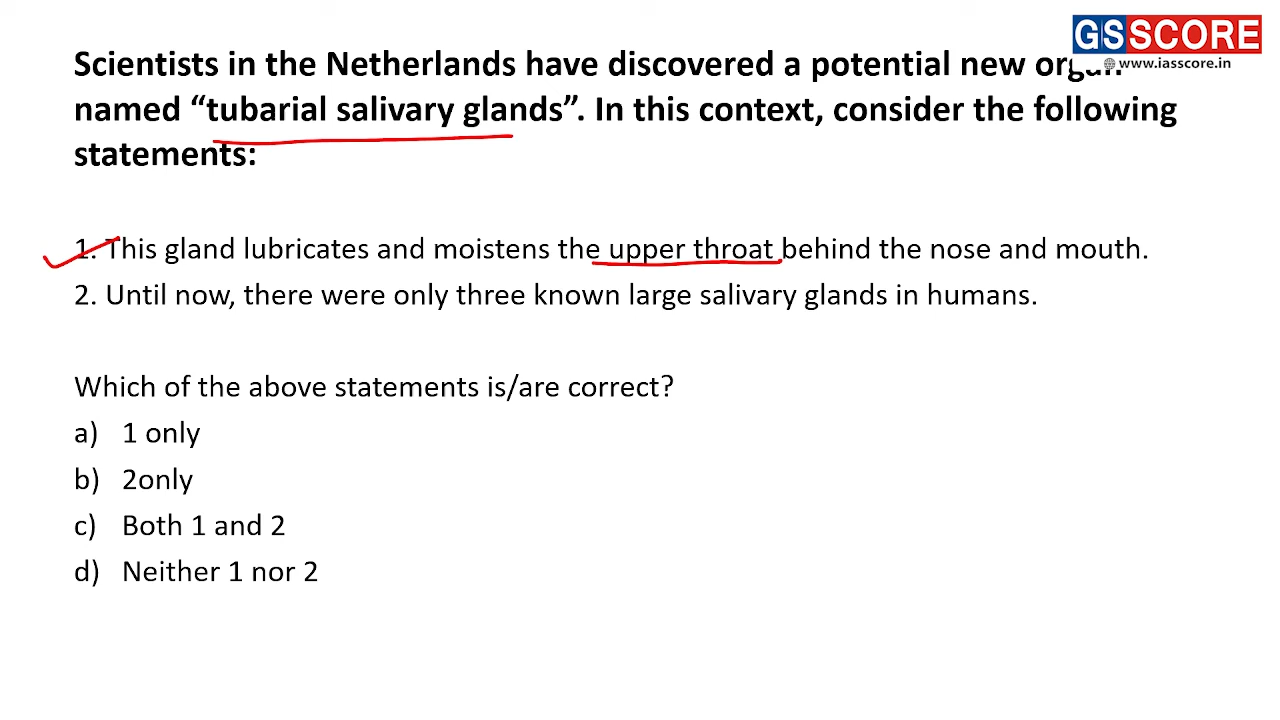 GSSCORE
www.iasscore.in
Scientists in the Netherlands have discovered a potential new organ
named “tubarial salivary glands”. In this context, consider the following
statements:
1. This gland lubricates and moistens the upper throat behind the nose and mouth.
2. Until now, there were only three known large salivary glands in humans.
Which of the above statements is/are correct?
a) 1 only
b) 2only
c) Both 1 and 2
d) Neither 1 nor 2